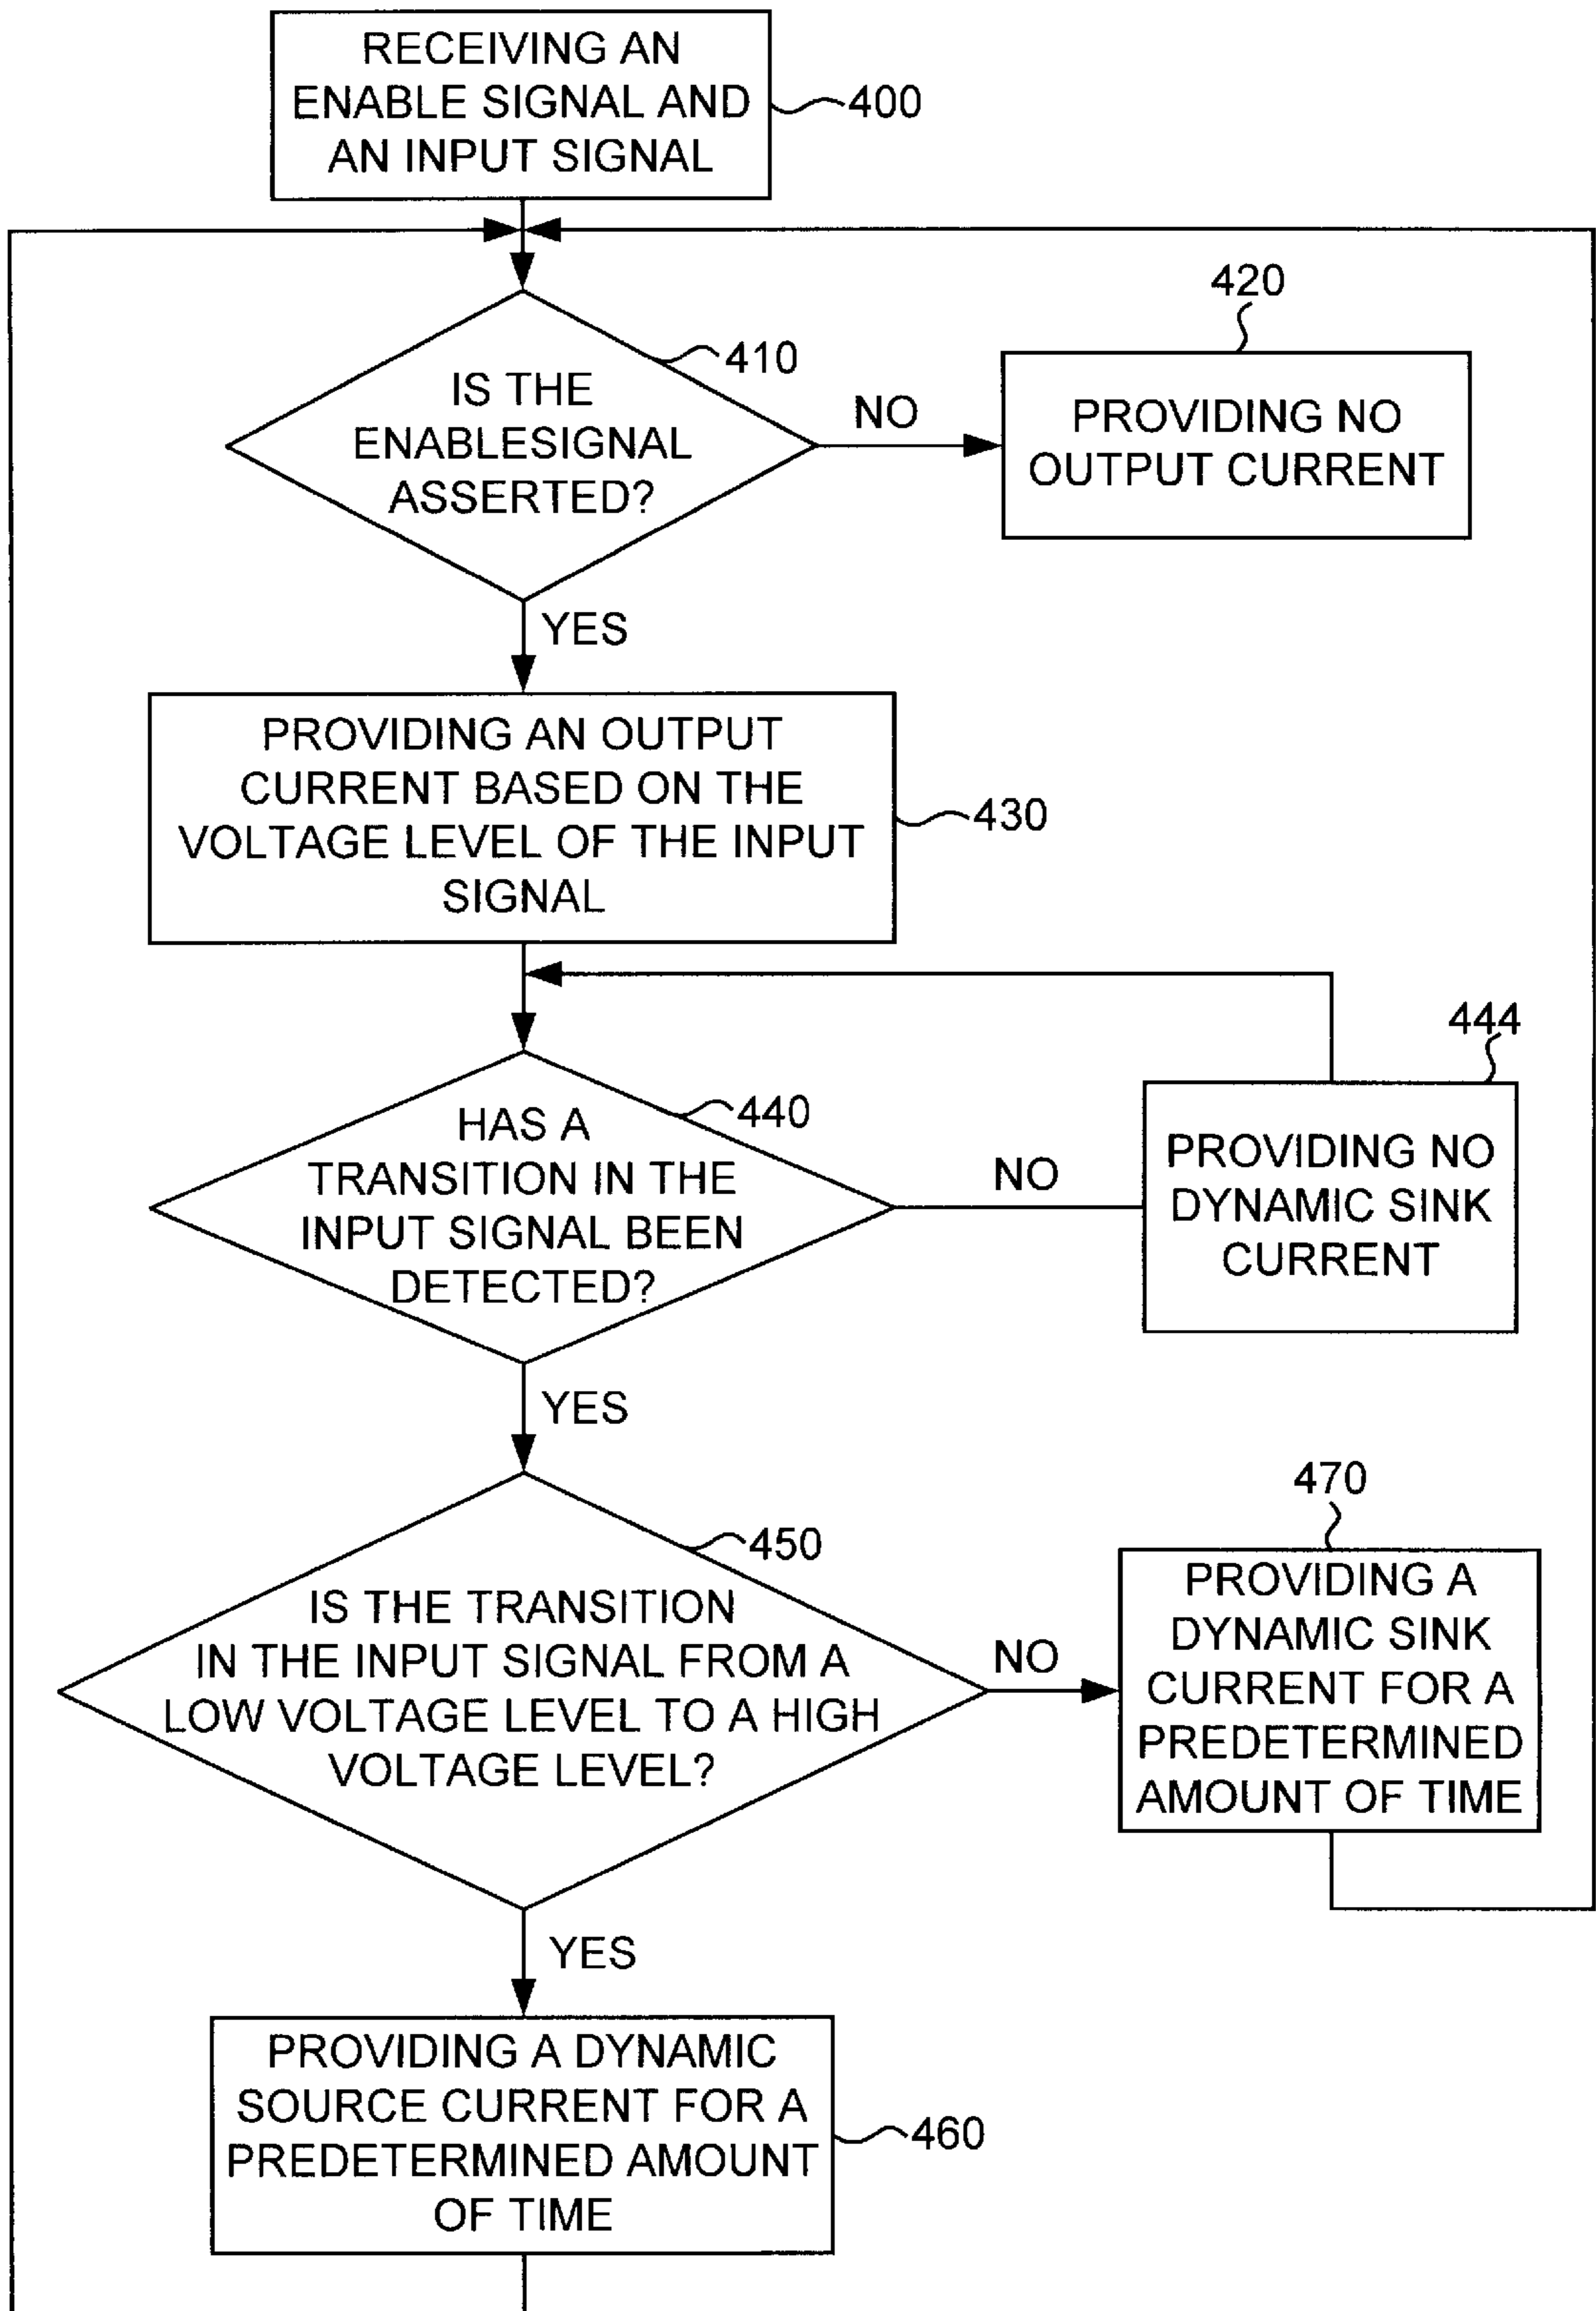 RECEIVING AN
ENABLE SIGNAL AND
AN INPUT SIGNAL
400
420
410
IS THE
ENABLESIGNAL
ASSERTED?
NO
PROVIDING NO
OUTPUT CURRENT
YES
PROVIDING AN OUTPUT
CURRENT BASED ON THE
VOLTAGE LEVEL OF THE INPUT
SIGNAL
430
444
440
HAS A
TRANSITION IN THE
INPUT SIGNAL BEEN
DETECTED?
NO
PROVIDING NO
DYNAMIC SINK
CURRENT
YES
470
450
IS THE TRANSITION
IN THE INPUT SIGNAL FROM A
LOW VOLTAGE LEVEL TO A HIGH
VOLTAGE LEVEL?
NO
PROVIDING A
DYNAMIC SINK
CURRENT FOR A
PREDETERMINED
AMOUNT OF TIME
YES
PROVIDING A DYNAMIC
SOURCE CURRENT FOR A
PREDETERMINED AMOUNT
OF TIME
460